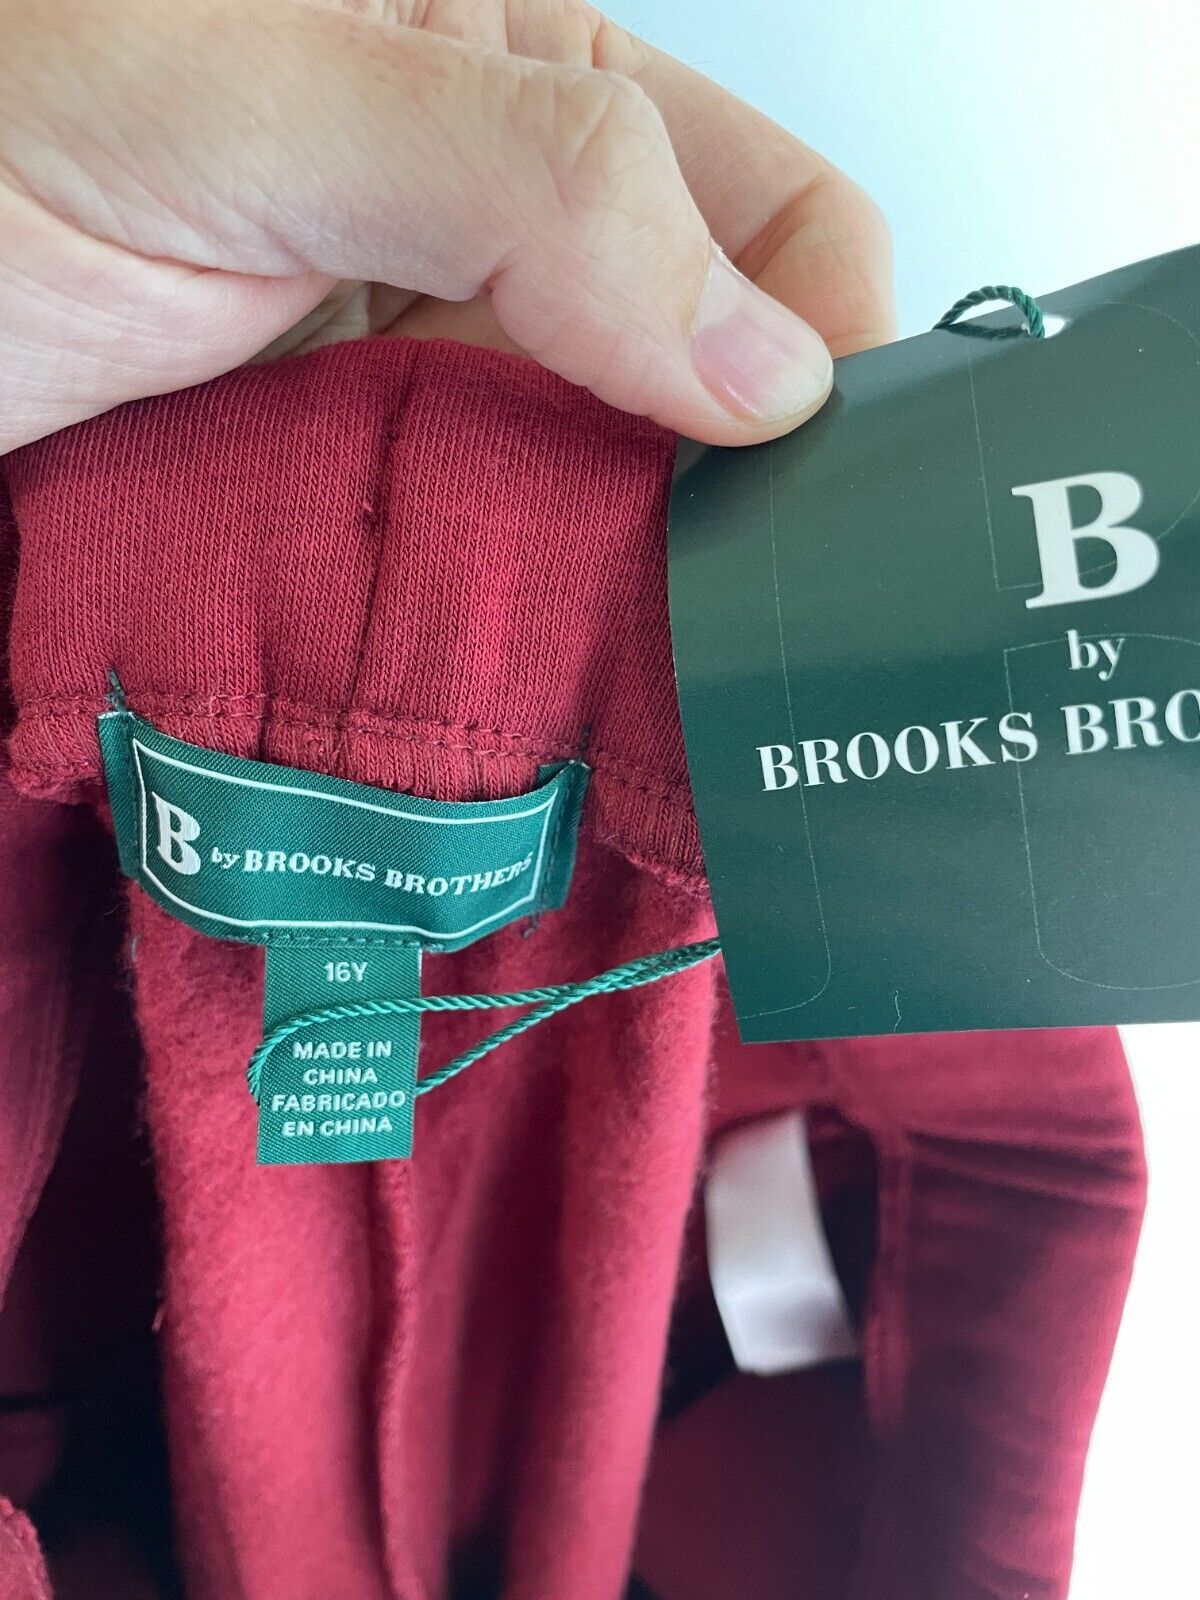 B
by
BROOKS BRO
B by BROOKS BROTHERS
16Y
MADE IN
CHINA
FABRICADO
EN CHINA